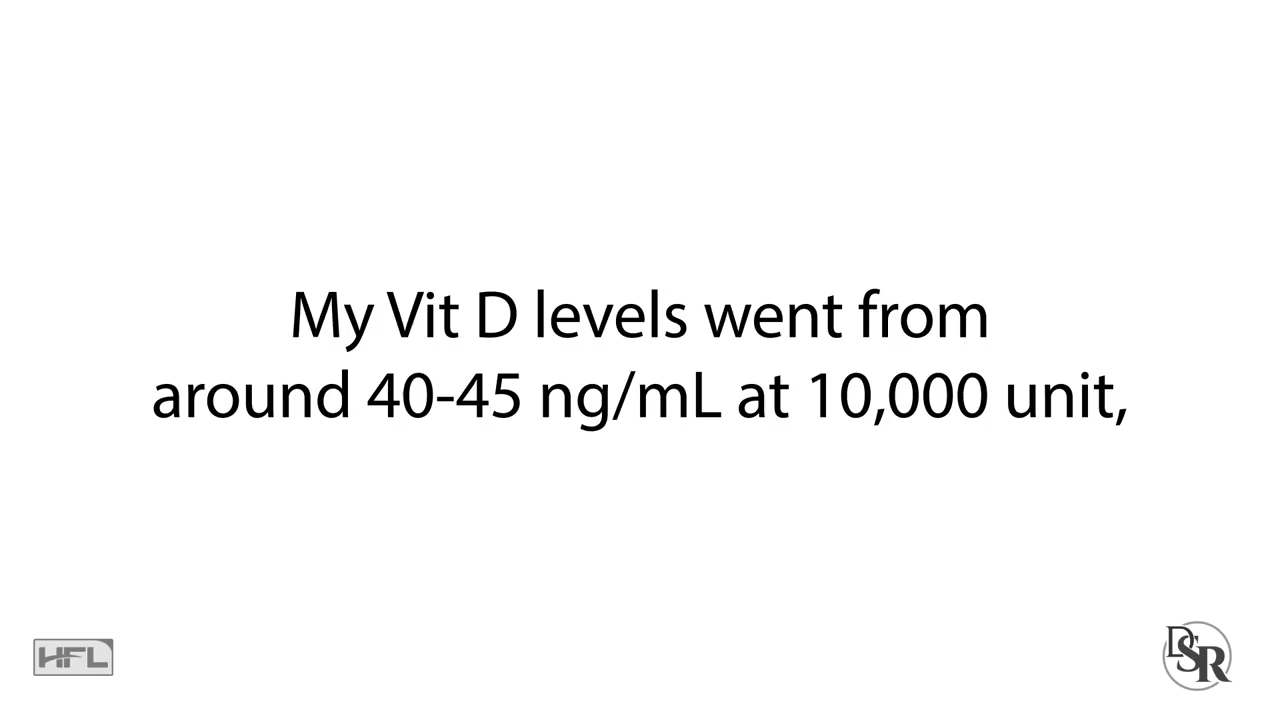 My Vit D levels went from
around 40-45 ng/mL at 10,000 unit,
HFL
DSR